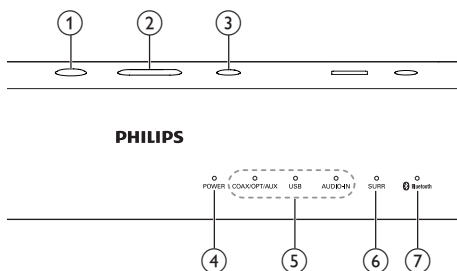 1 2 3
PHILIPS
POWER COAX/OPT/AUX USB AUDIO-IN SURR Bluetooth
4 5 6 7